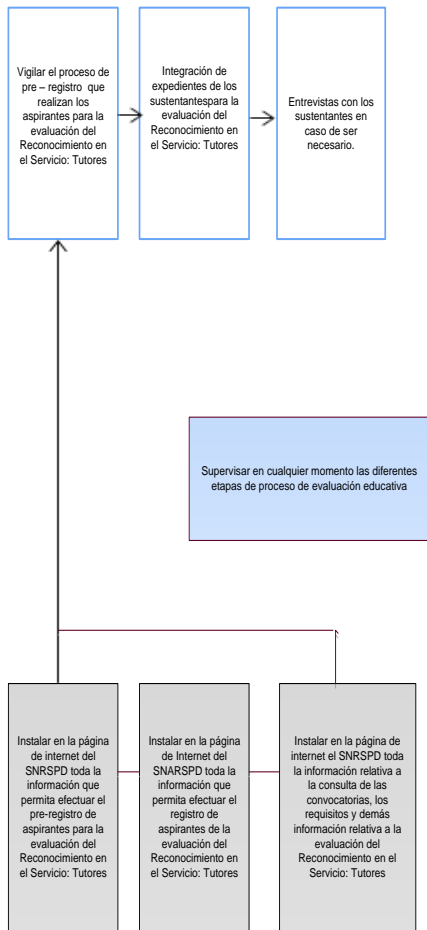 Vigilar el proceso de
pre – registro que
realizan los
aspirantes para la
evaluación del
Reconocimiento en
el Servicio: Tutores
Integración de
expedientes de los
sustentantespara la
evaluación del
Reconocimiento en
el Servicio: Tutores
Entrevistas con los
sustentantes en
caso de ser
necesario.
Supervisar en cualquier momento las diferentes
etapas de proceso de evaluación educativa
Instalar en la página
de internet del
SNRSPD toda la
información que
permita efectuar el
pre-registro de
aspirantes para la
evaluación del
Reconocimiento en
el Servicio: Tutores
Instalar en la página
de Internet del
SNARSPD toda la
información que
permita efectuar el
registro de
aspirantes de la
evaluación del
Reconocimiento en
el Servicio: Tutores
Instalar en la página de
internet el SNRSPD toda
la información relativa a
la consulta de las
convocatorias, los
requisitos y demás
información relativa a la
evaluación del
Reconocimiento en el
Servicio: Tutores